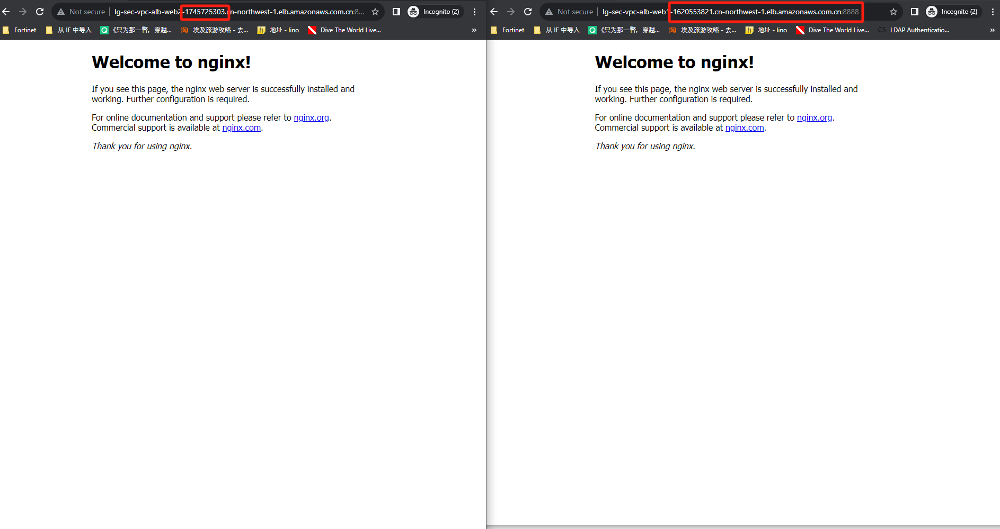 Not secure lg-sec-vpc-alb-web2-1745725303.cn-northwest-1.elb.amazonaws.com.cn:8... Incognito (2)
Fortinet 从 IE 中导入 《只为那一瞥，穿越... 埃及旅游攻略 - 去... 地址 - lino Dive The World Live... »
Welcome to nginx!
If you see this page, the nginx web server is successfully installed and
working. Further configuration is required.
For online documentation and support please refer to nginx.org.
Commercial support is available at nginx.com.
Thank you for using nginx.
Not secure lg-sec-vpc-alb-web1-1620553821.cn-northwest-1.elb.amazonaws.com.cn:8888 Incognito (2)
Fortinet 从 IE 中导入 《只为那一瞥，穿越... 淘 埃及旅游攻略 - 去... 地址 - lino Dive The World Live... CS LDAP Authenticatio... »
Welcome to nginx!
If you see this page, the nginx web server is successfully installed and
working. Further configuration is required.
For online documentation and support please refer to nginx.org.
Commercial support is available at nginx.com.
Thank you for using nginx.